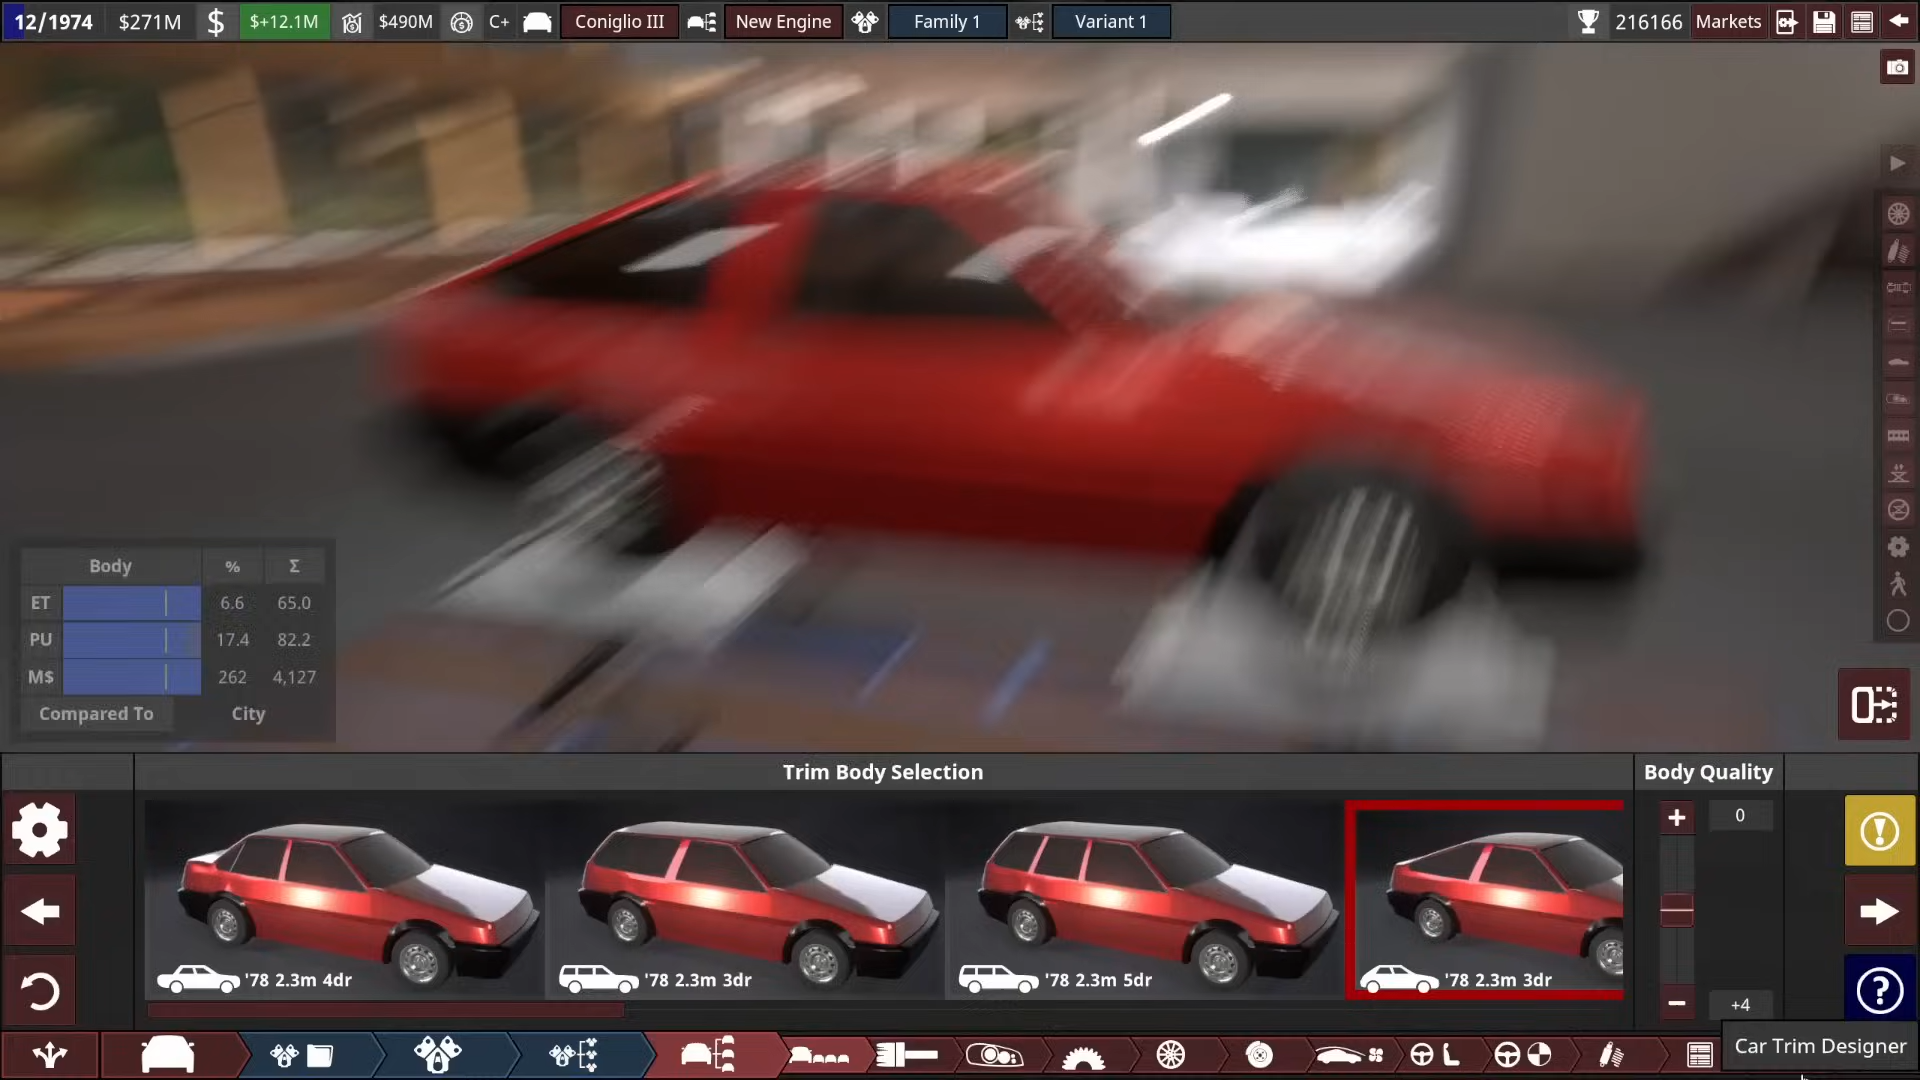 12/1974 $271M $+12.1M $490M C+ Coniglio III New Engine Family 1 Variant 1 216166 Markets
Body % Σ
ET 6.6 65.0
PU 17.4 82.2
M$ 262 4,127
Compared To City
Trim Body Selection Body Quality
0
'78 2.3m 4dr '78 2.3m 3dr '78 2.3m 5dr '78 2.3m 3dr
+4
Car Trim Designer